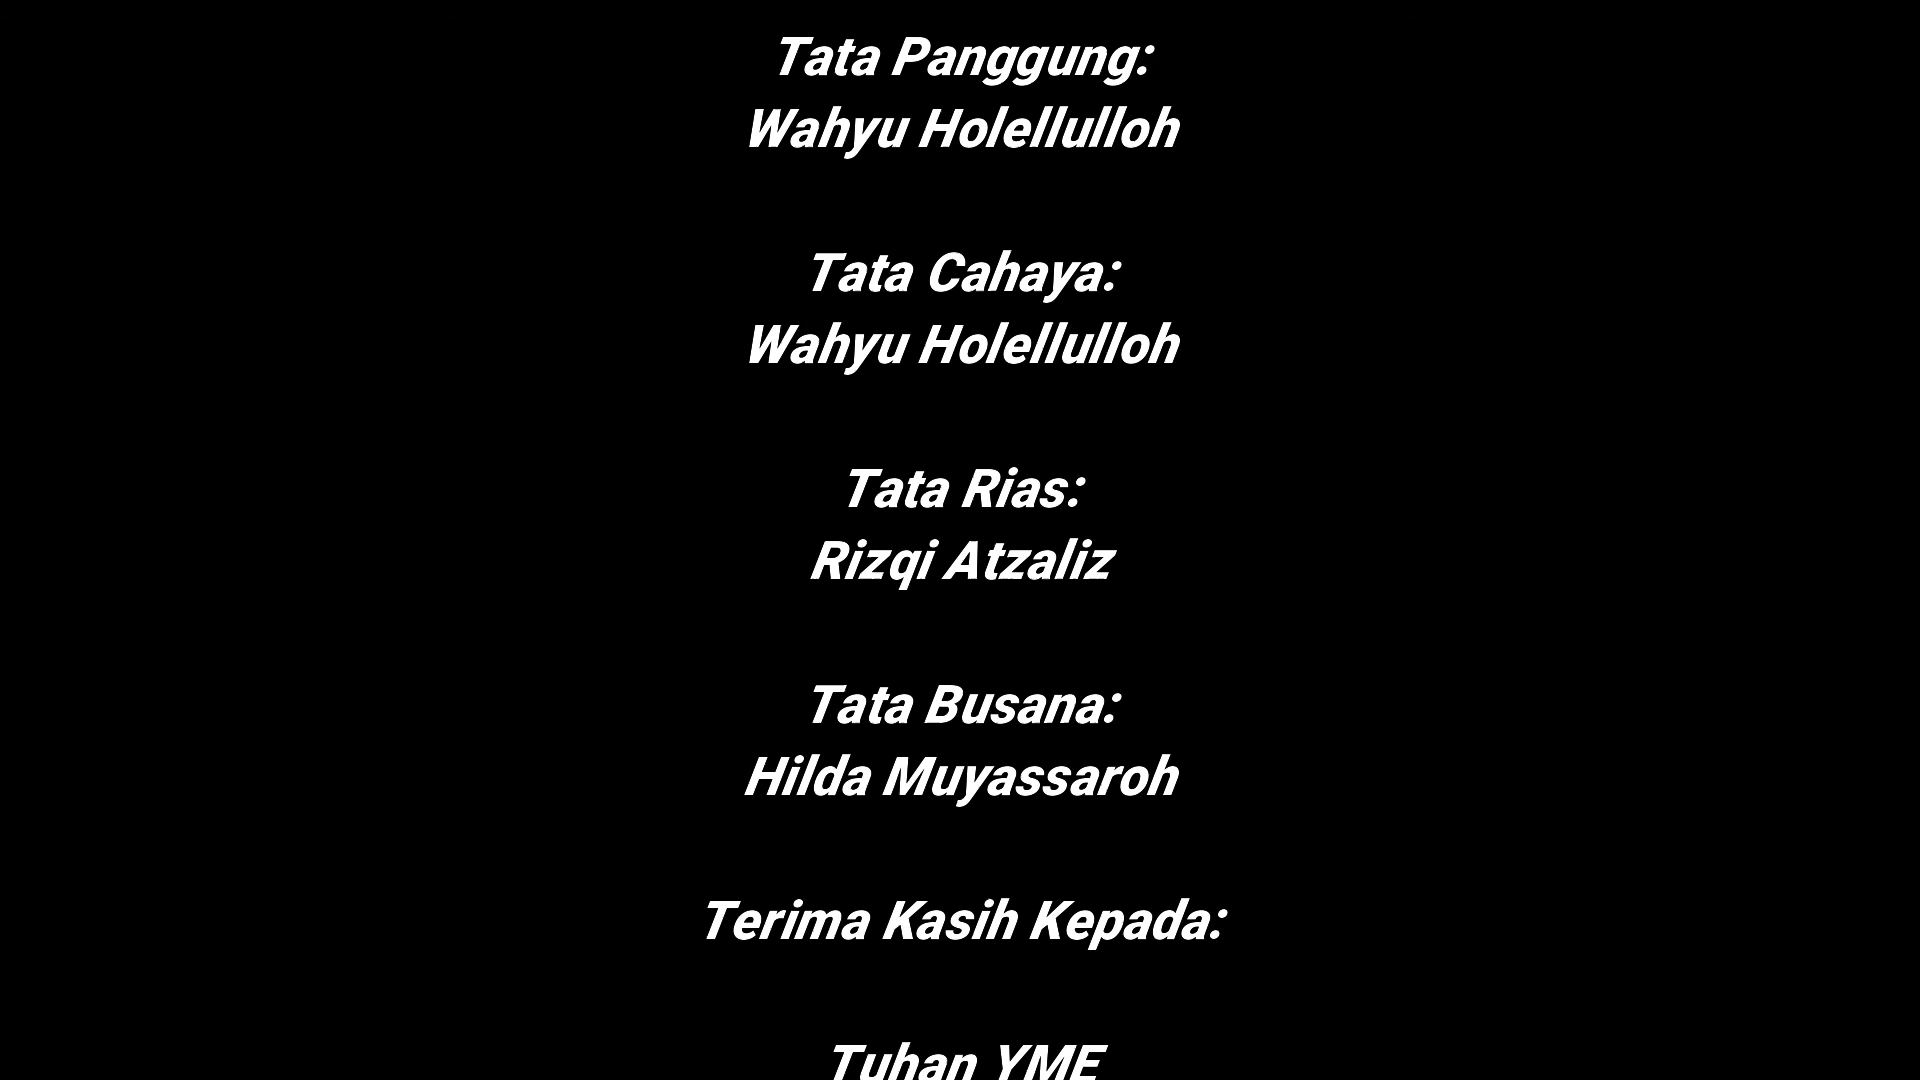 Tata Panggung:
Wahyu Holellulloh
Tata Cahaya:
Wahyu Holellulloh
Tata Rias:
Rizqi Atzaliz
Tata Busana:
Hilda Muyassaroh
Terima Kasih Kepada:
Tuhan YME